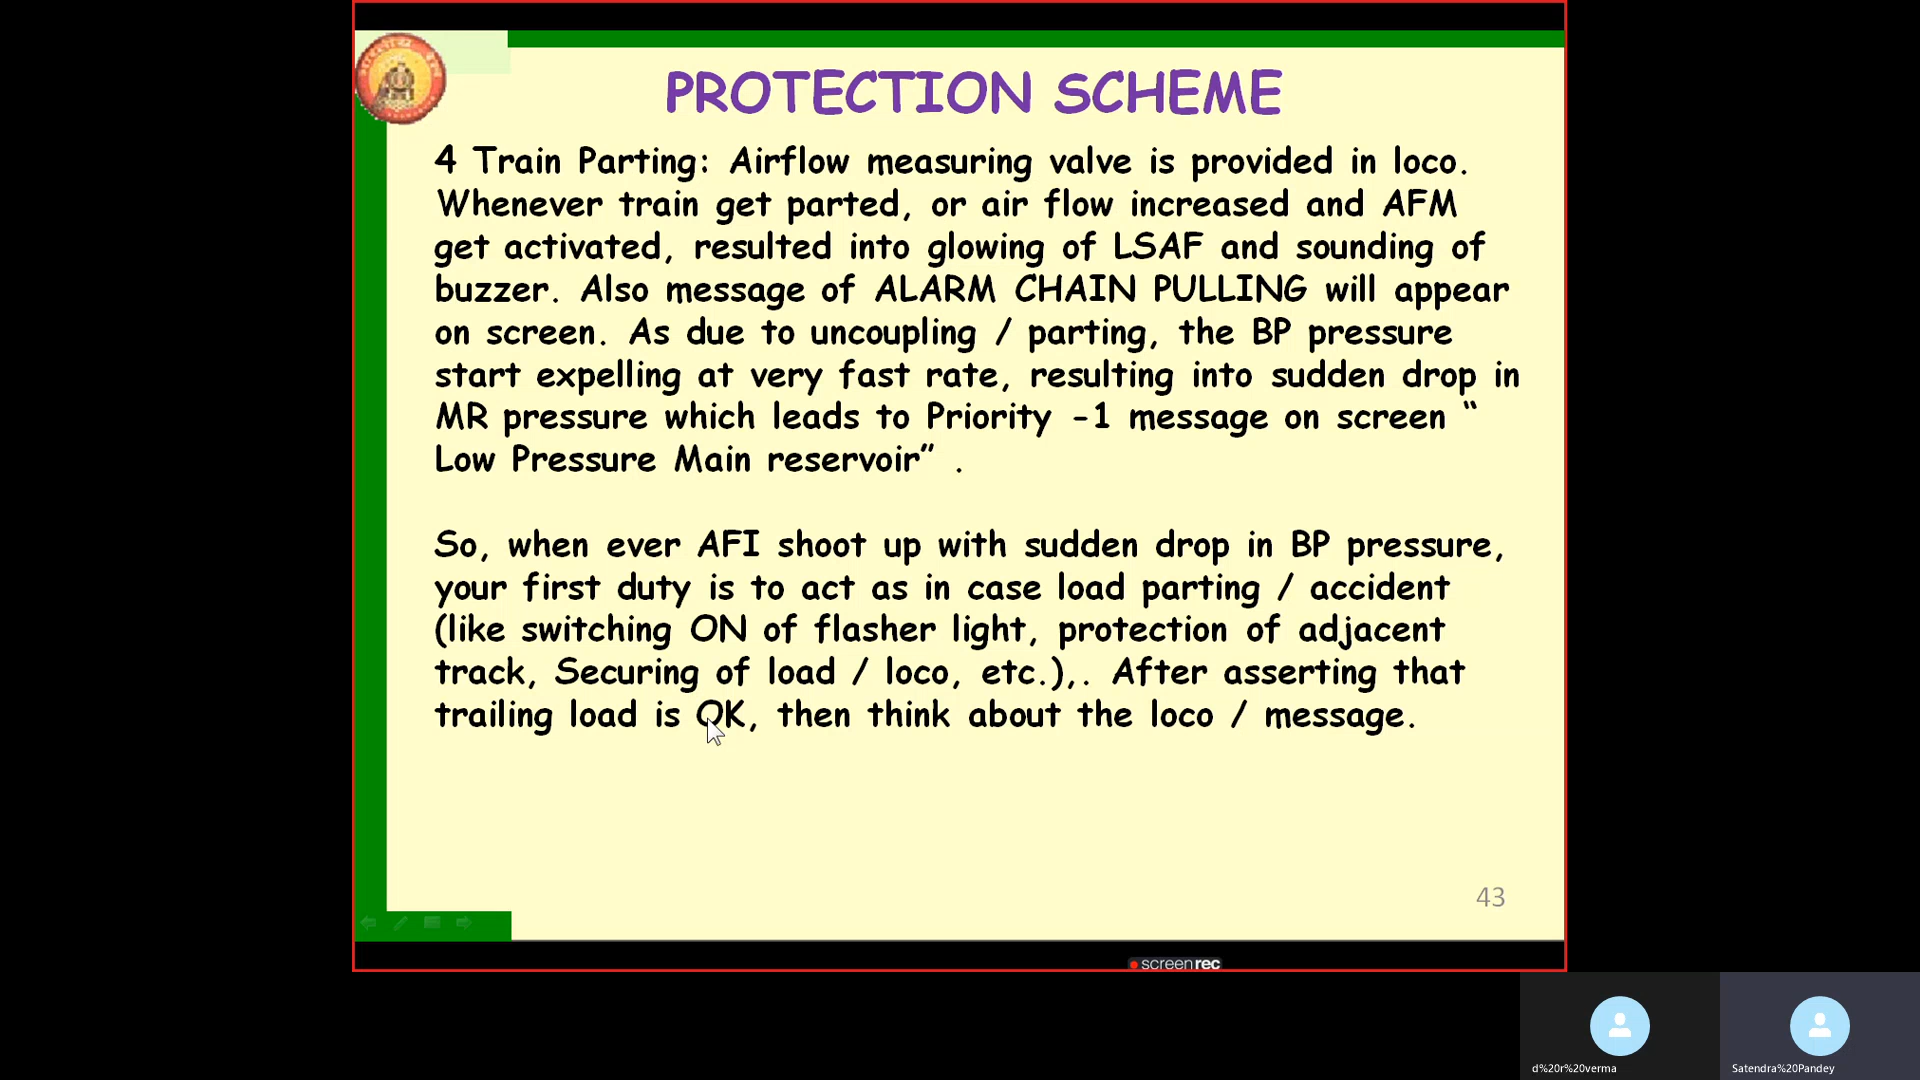 PROTECTION SCHEME
4 Train Parting: Airflow measuring valve is provided in loco.
Whenever train get parted, or air flow increased and AFM
get activated, resulted into glowing of LSAF and sounding of
buzzer. Also message of ALARM CHAIN PULLING will appear
on screen. As due to uncoupling / parting, the BP pressure
start expelling at very fast rate, resulting into sudden drop in
MR pressure which leads to Priority -1 message on screen “
Low Pressure Main reservoir” .
So, when ever AFI shoot up with sudden drop in BP pressure,
your first duty is to act as in case load parting / accident
(like switching ON of flasher light, protection of adjacent
track, Securing of load / loco, etc.),. After asserting that
trailing load is OK, then think about the loco / message.
43
screenrec
d%20r%20verma
Satendra%20Pandey